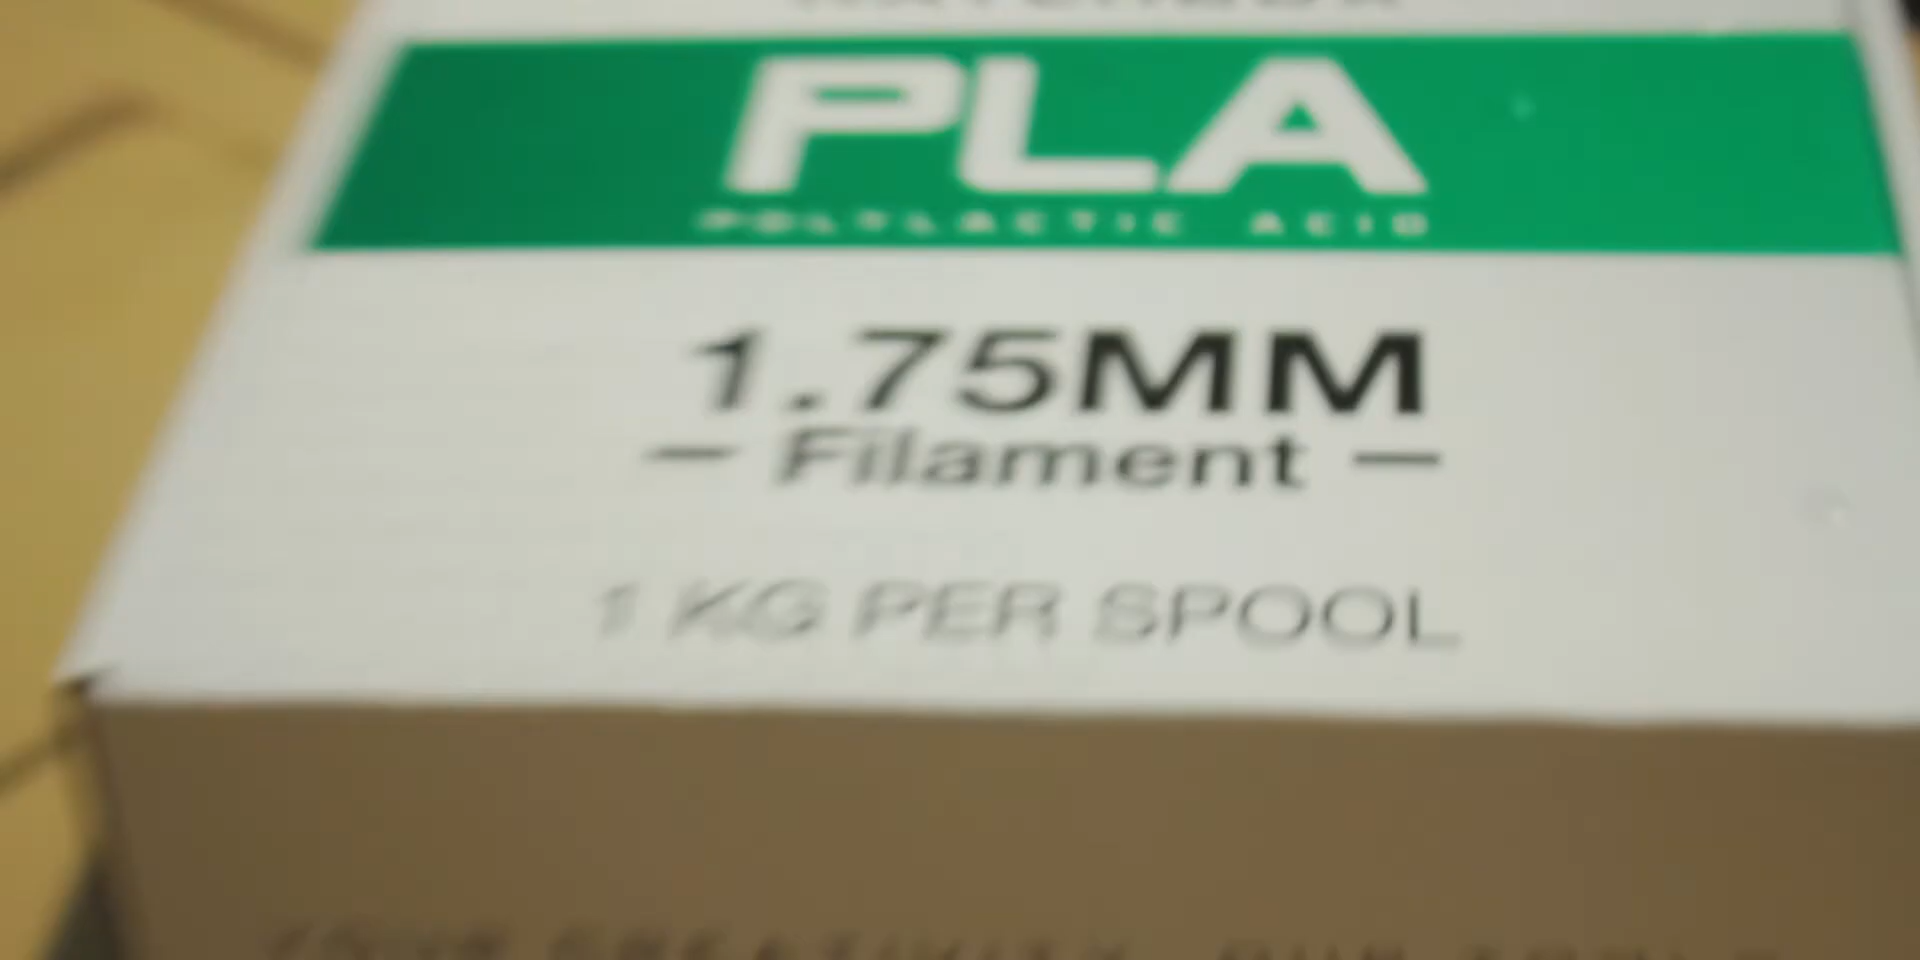 PLA
POLYLACTIC ACID
1.75MM
— Filament —
1 KG PER SPOOL